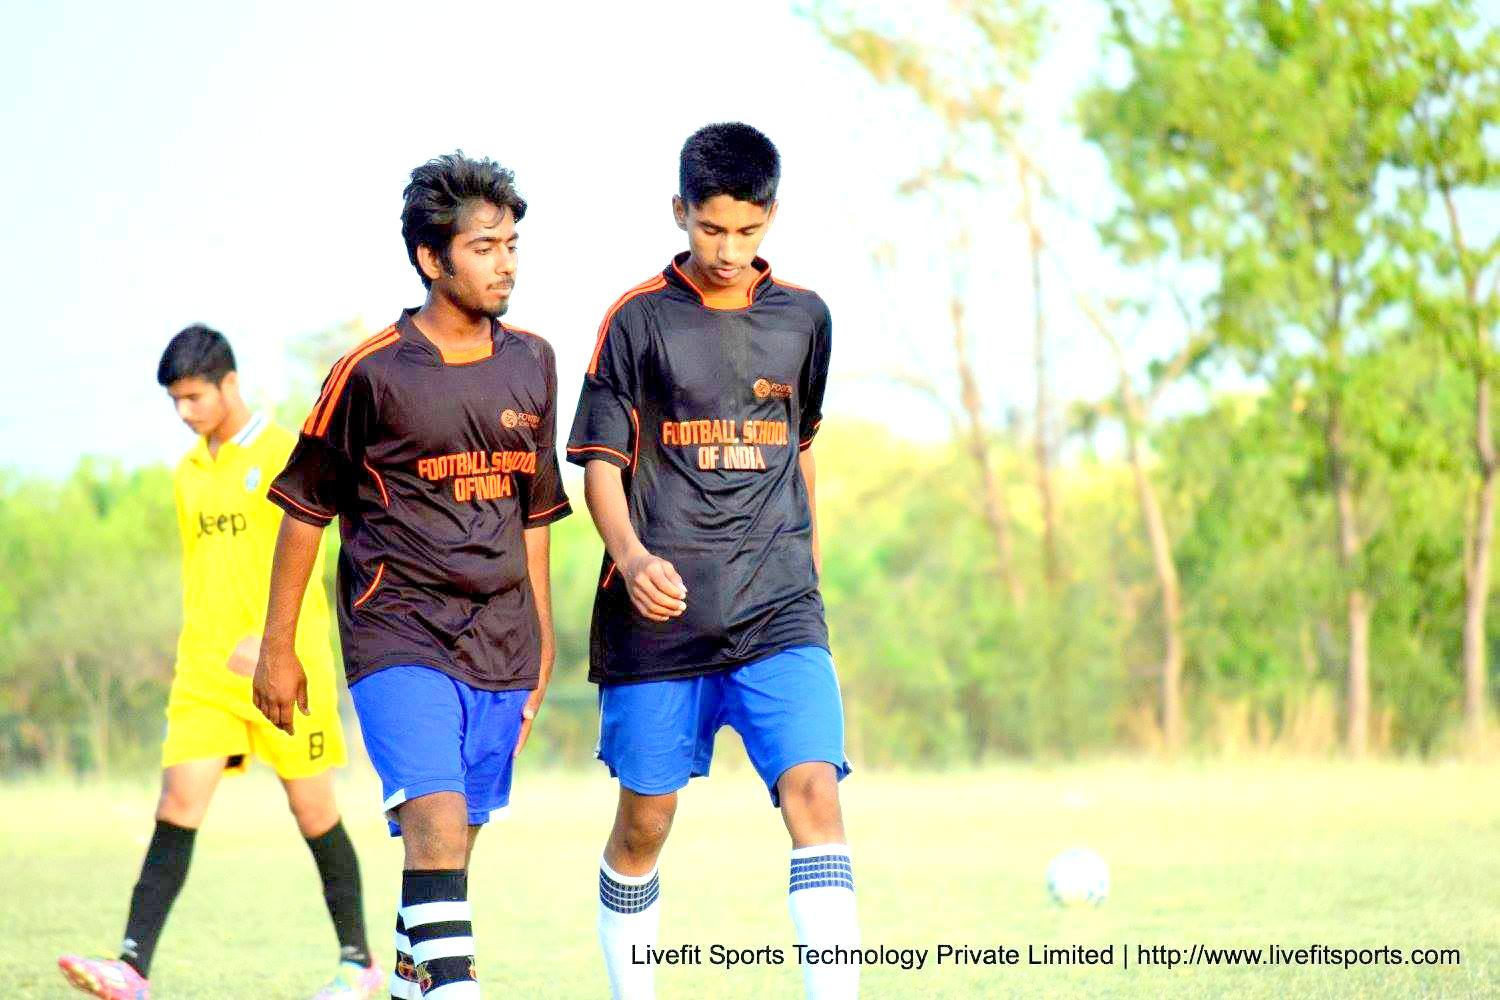 Jeep
8
FOOTBALL SCHOOL
OF INDIA
FOOTBALL SCHOOL
OF INDIA
Livefit Sports Technology Private Limited | http://www.livefitsports.com